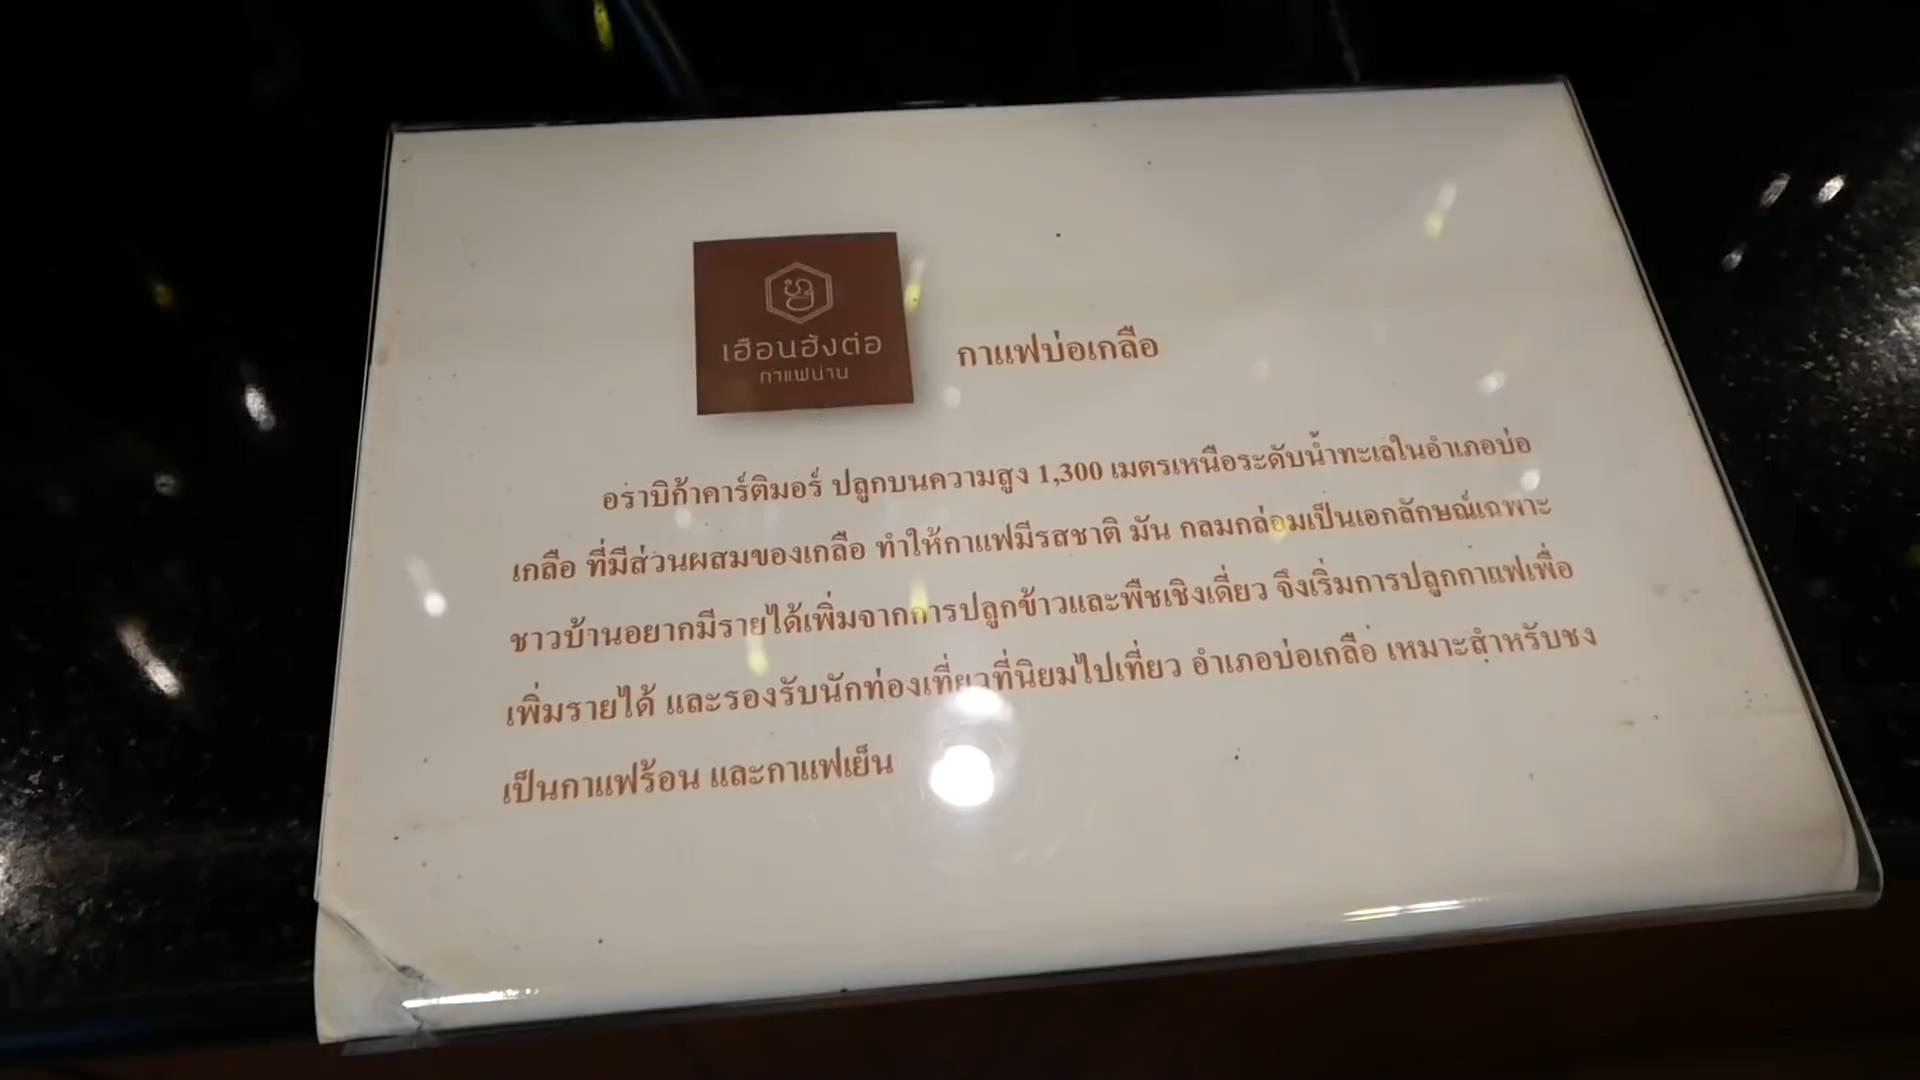 เฮือนฮังต่อ
กาแฟน่าน
กาแฟบ่อเกลือ
อราบิก้าคาร์ติมอร์ ปลูกบนความสูง 1,300 เมตรเหนือระดับน้ำทะเลในอำเภอบ่อ
เกลือ ที่มีส่วนผสมของเกลือ ทำให้กาแฟมีรสชาติ มัน กลมกล่อมเป็นเอกลักษณ์เฉพาะ
ชาวบ้านอยากมีรายได้เพิ่มจากการปลูกข้าวและพืชเชิงเดี่ยว จึงเริ่มการปลูกกาแฟเพื่อ
เพิ่มรายได้ และรองรับนักท่องเที่ยวที่นิยมไปเที่ยว อำเภอบ่อเกลือ เหมาะสำหรับชง
เป็นกาแฟร้อน และกาแฟเย็น